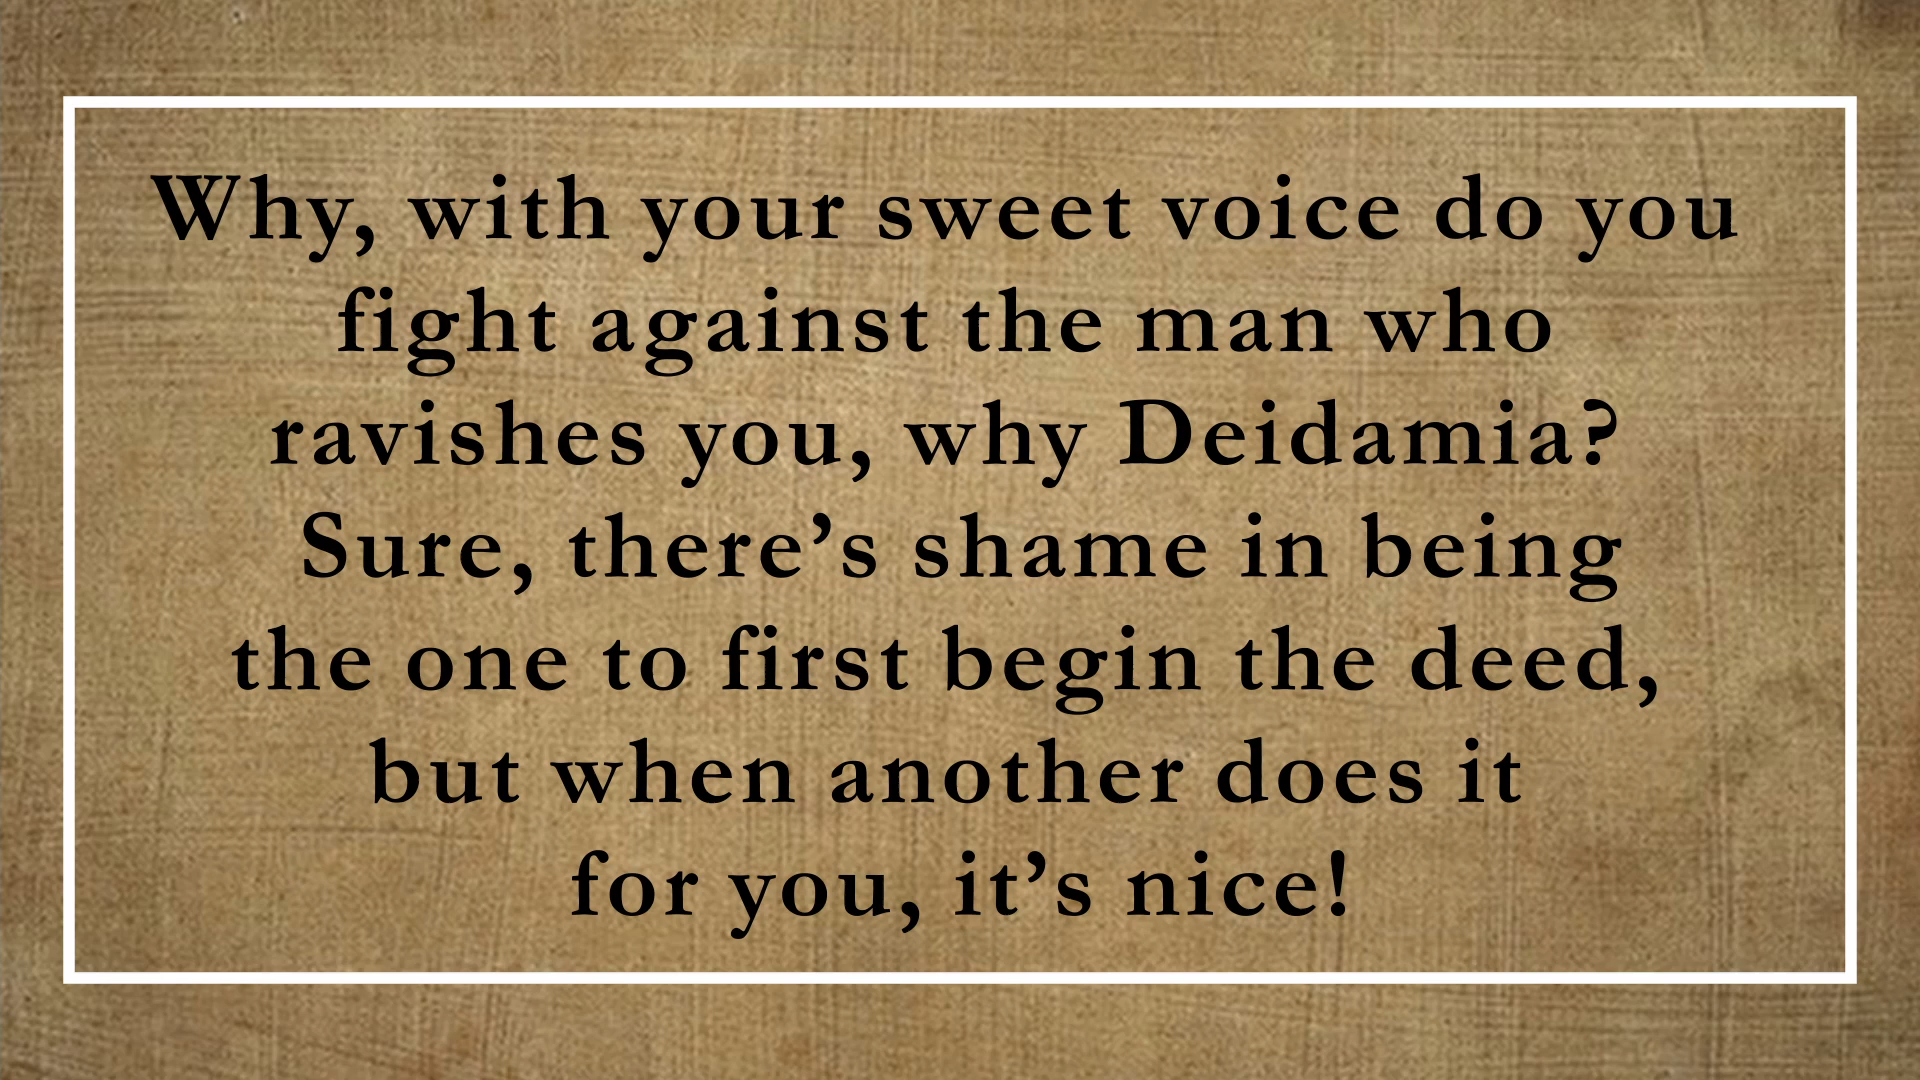 Why, with your sweet voice do you
fight against the man who
ravishes you, why Deidamia?
Sure, there’s shame in being
the one to first begin the deed,
but when another does it
for you, it’s nice!